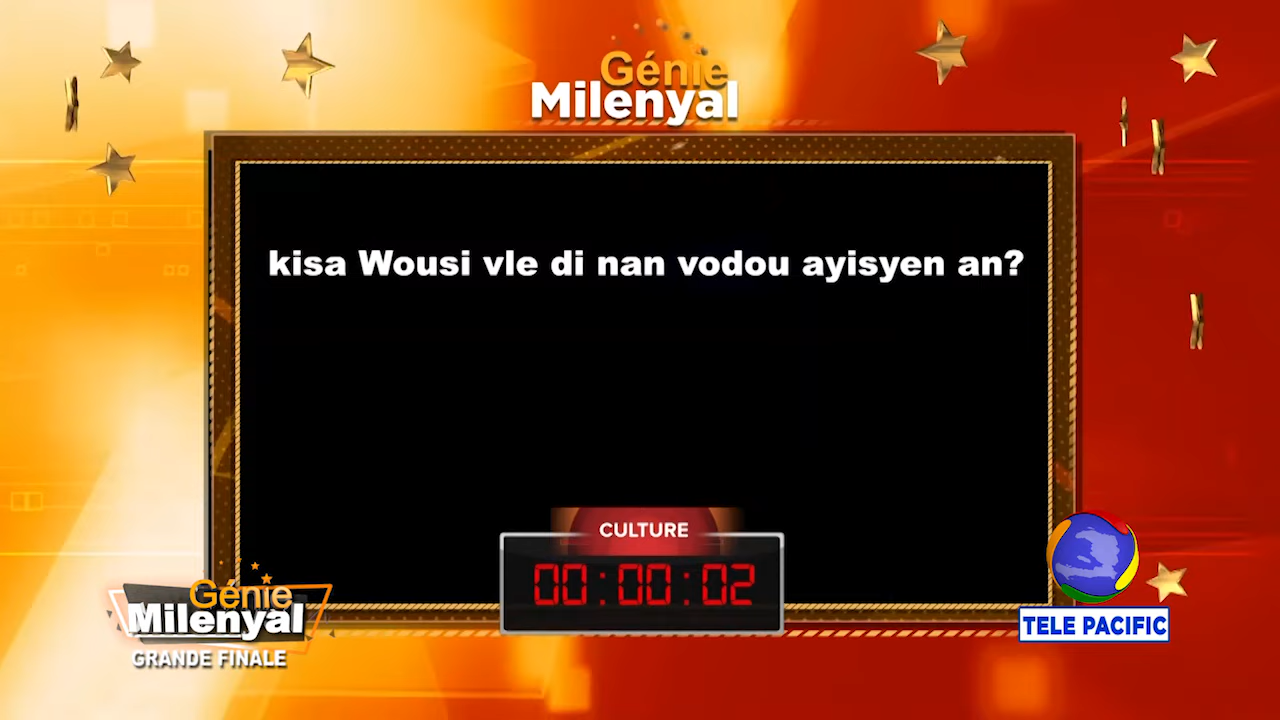 Génie
Milenyal
kisa Wousi vle di nan vodou ayisyen an?
CULTURE
00:00:02
Génie
Milenyal
GRANDE FINALE
TELE PACIFIC